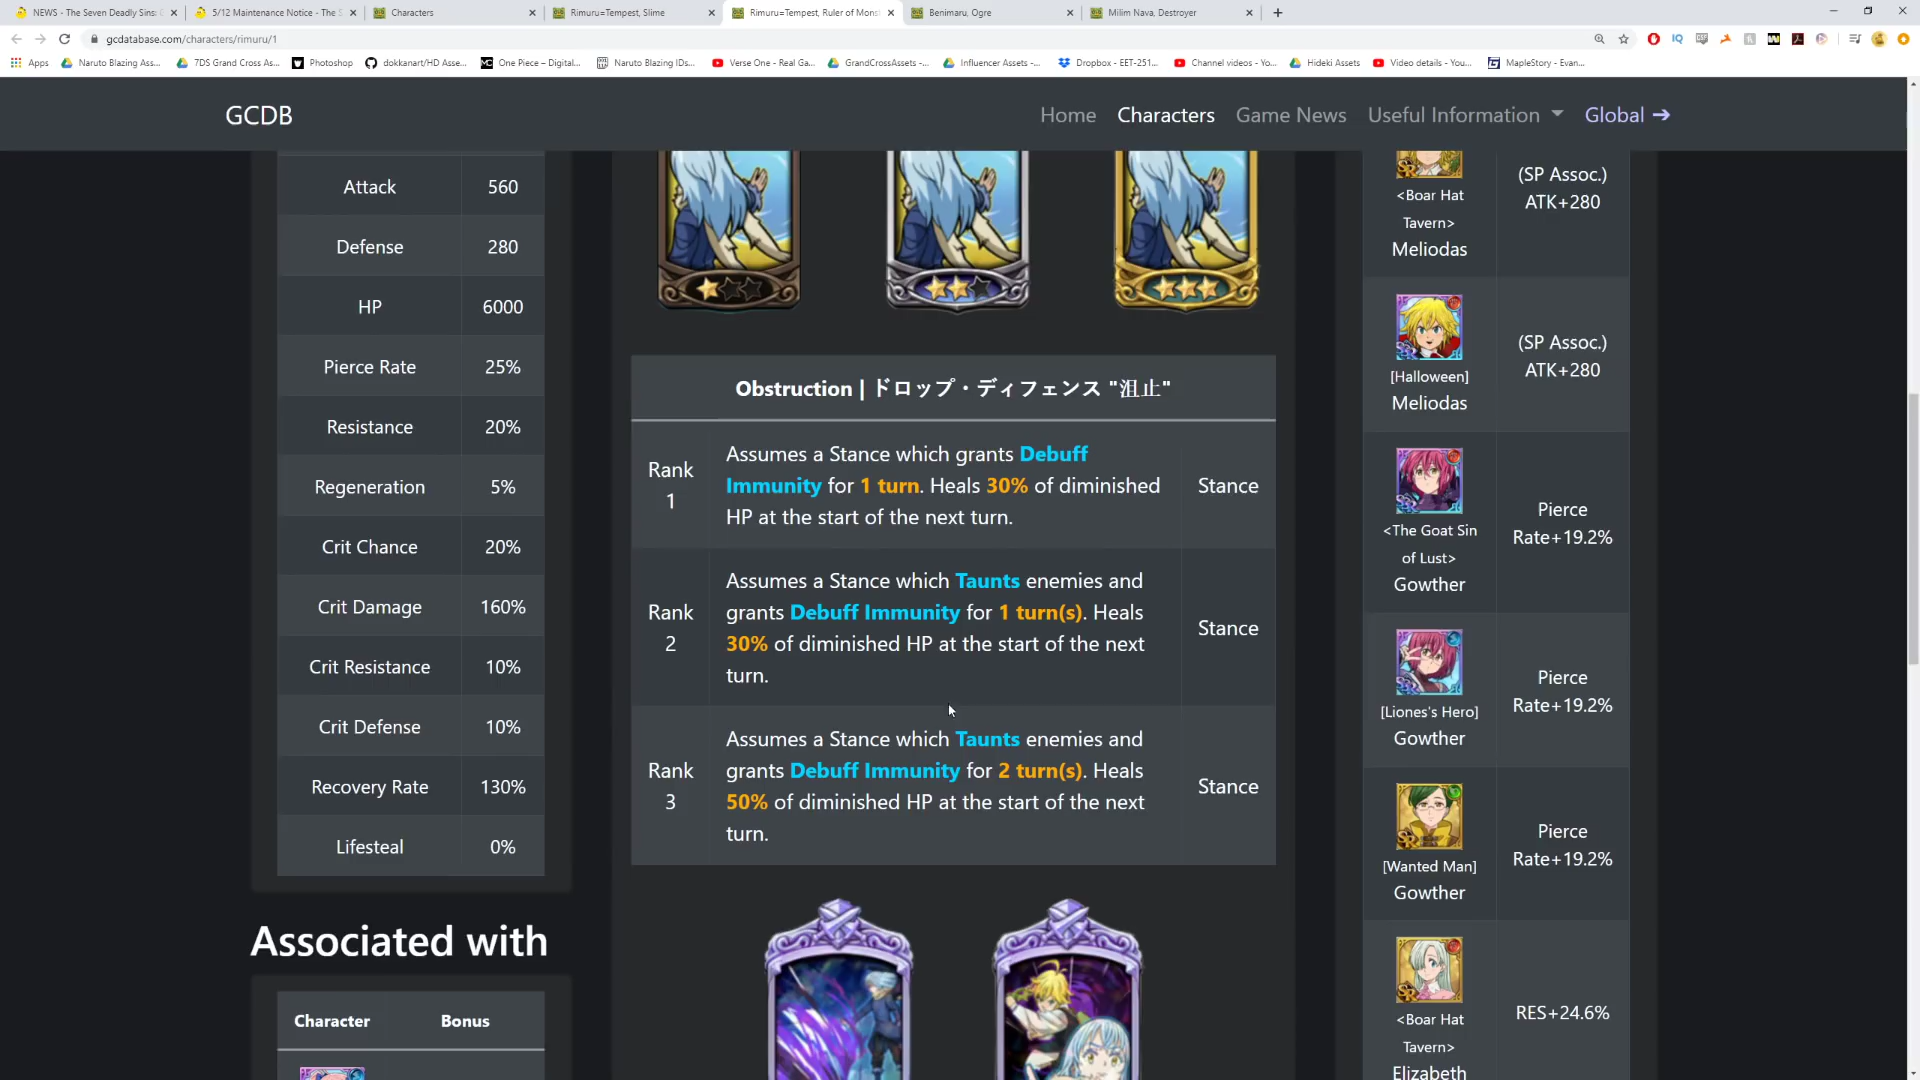 NEWS - The Seven Deadly Sins: G
5/12 Maintenance Notice - The S
Characters
Rimuru=Tempest, Slime
Rimuru=Tempest, Ruler of Mons
Benimaru, Ogre
Milim Nava, Destroyer
gcdatabase.com/characters/rimuru/1
Apps
Naruto Blazing Ass...
7DS Grand Cross As...
Photoshop
dokkanart/HD Asse...
One Piece – Digital...
Naruto Blazing IDs...
Verse One - Real Ga...
GrandCrossAssets -...
Influencer Assets -...
Dropbox - EET-251...
Channel videos - Yo...
Hideki Assets
Video details - You...
MapleStory - Evan...
GCDB
Home
Characters
Game News
Useful Information
Global ➔
Attack 560
Defense 280
HP 6000
Pierce Rate 25%
Resistance 20%
Regeneration 5%
Crit Chance 20%
Crit Damage 160%
Crit Resistance 10%
Crit Defense 10%
Recovery Rate 130%
Lifesteal 0%
Associated with
Character Bonus
Obstruction | ドロップ・ディフェンス "沮止"
Rank
1
Assumes a Stance which grants Debuff
Immunity for 1 turn. Heals 30% of diminished
HP at the start of the next turn.
Stance
Rank
2
Assumes a Stance which Taunts enemies and
grants Debuff Immunity for 1 turn(s). Heals
30% of diminished HP at the start of the next
turn.
Stance
Rank
3
Assumes a Stance which Taunts enemies and
grants Debuff Immunity for 2 turn(s). Heals
50% of diminished HP at the start of the next
turn.
Stance
<Boar Hat
Tavern>
Meliodas
(SP Assoc.)
ATK+280
[Halloween]
Meliodas
(SP Assoc.)
ATK+280
<The Goat Sin
of Lust>
Gowther
Pierce
Rate+19.2%
[Liones's Hero]
Gowther
Pierce
Rate+19.2%
[Wanted Man]
Gowther
Pierce
Rate+19.2%
<Boar Hat
Tavern>
Elizabeth
RES+24.6%